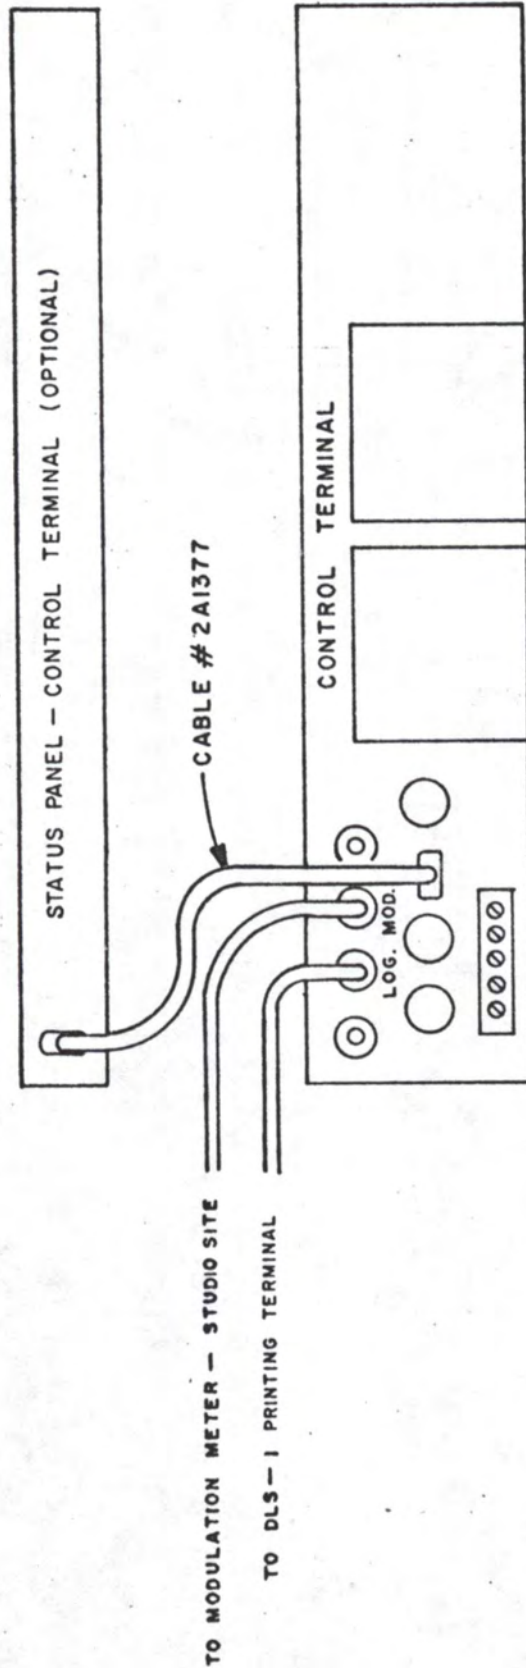 STATUS PANEL — CONTROL TERMINAL (OPTIONAL)
CABLE # 2A1377
TO MODULATION METER — STUDIO SITE
TO DLS — 1 PRINTING TERMINAL
CONTROL TERMINAL
LOG. MOD.